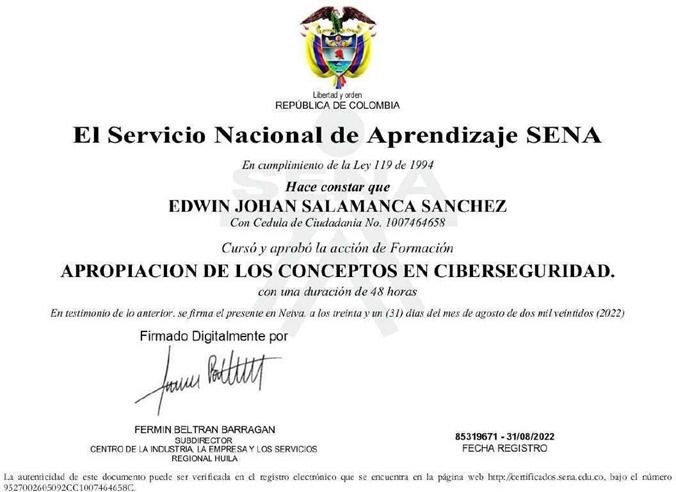 Libertad y orden
REPÚBLICA DE COLOMBIA
El Servicio Nacional de Aprendizaje SENA
En cumplimiento de la Ley 119 de 1994
Hace constar que
EDWIN JOHAN SALAMANCA SANCHEZ
Con Cedula de Ciudadania No. 1007464658
Cursó y aprobó la acción de Formación
APROPIACION DE LOS CONCEPTOS EN CIBERSEGURIDAD.
con una duración de 48 horas
En testimonio de lo anterior, se firma el presente en Neiva, a los treinta y un (31) días del mes de agosto de dos mil veintidos (2022)
Firmado Digitalmente por
FERMIN BELTRAN BARRAGAN
SUBDIRECTOR
CENTRO DE LA INDUSTRIA, LA EMPRESA Y LOS SERVICIOS
REGIONAL HUILA
85319671 - 31/08/2022
FECHA REGISTRO
La autenticidad de este documento puede ser verificada en el registro electrónico que se encuentra en la página web http://certificados.sena.edu.co, bajo el número
9527002605092CC1007464658C.
SENA